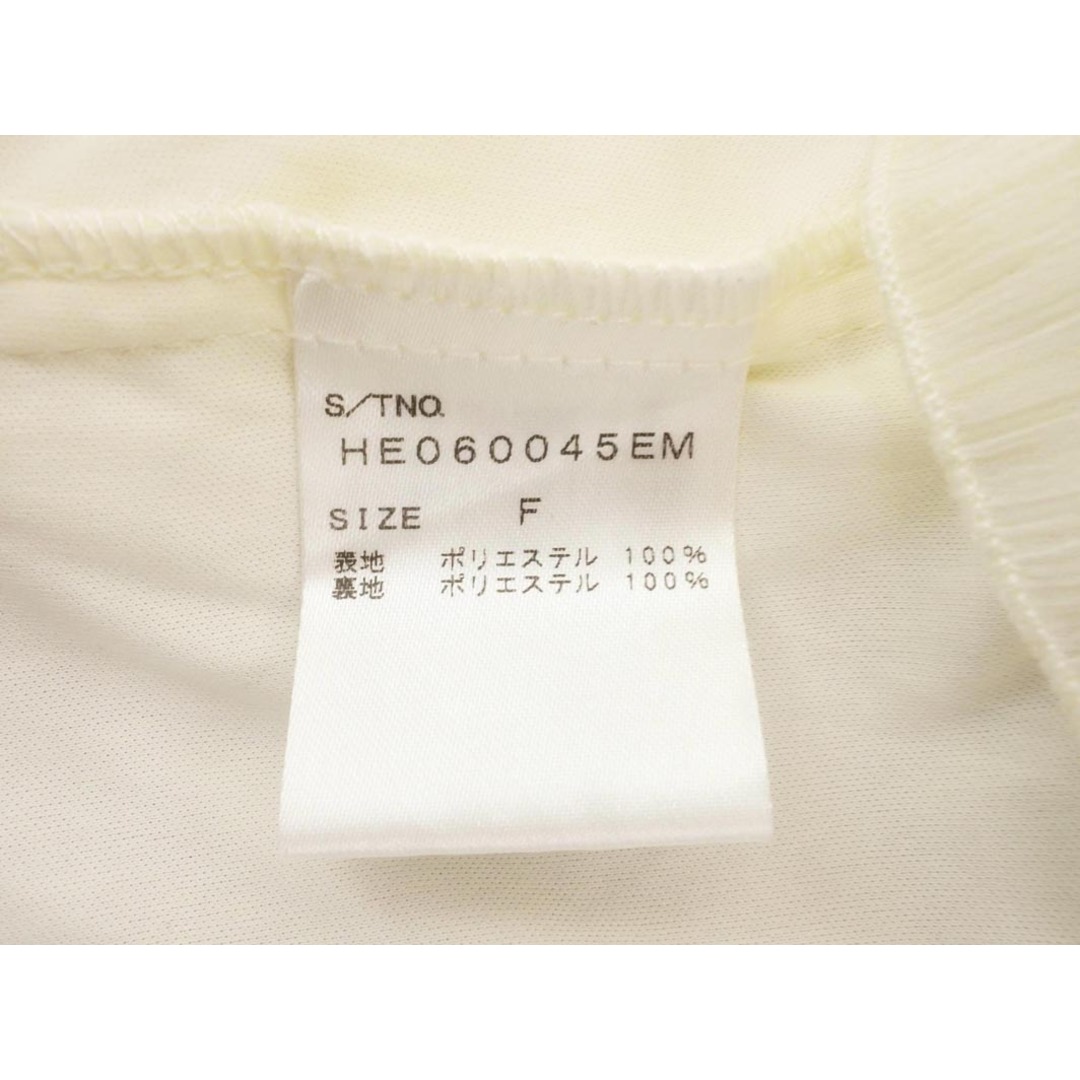 S/TNO.
HE060045EM
SIZE F
表地 ポリエステル 100%
裏地 ポリエステル 100%